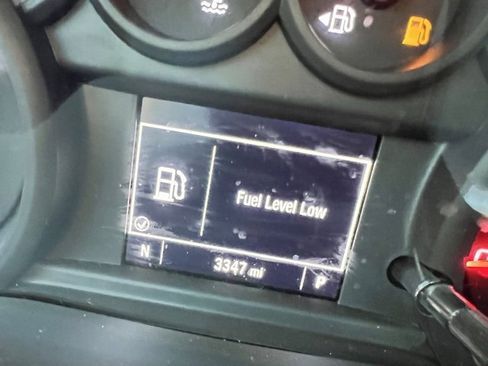 Fuel Level Low
N
3347 mi
P